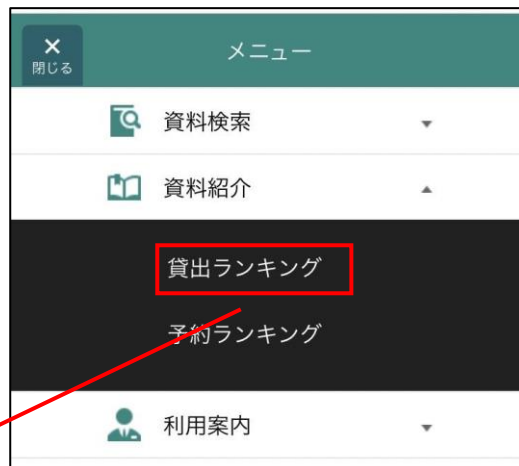 × メニュー
閉じる
資料検索
資料紹介
貸出ランキング
予約ランキング
利用案内